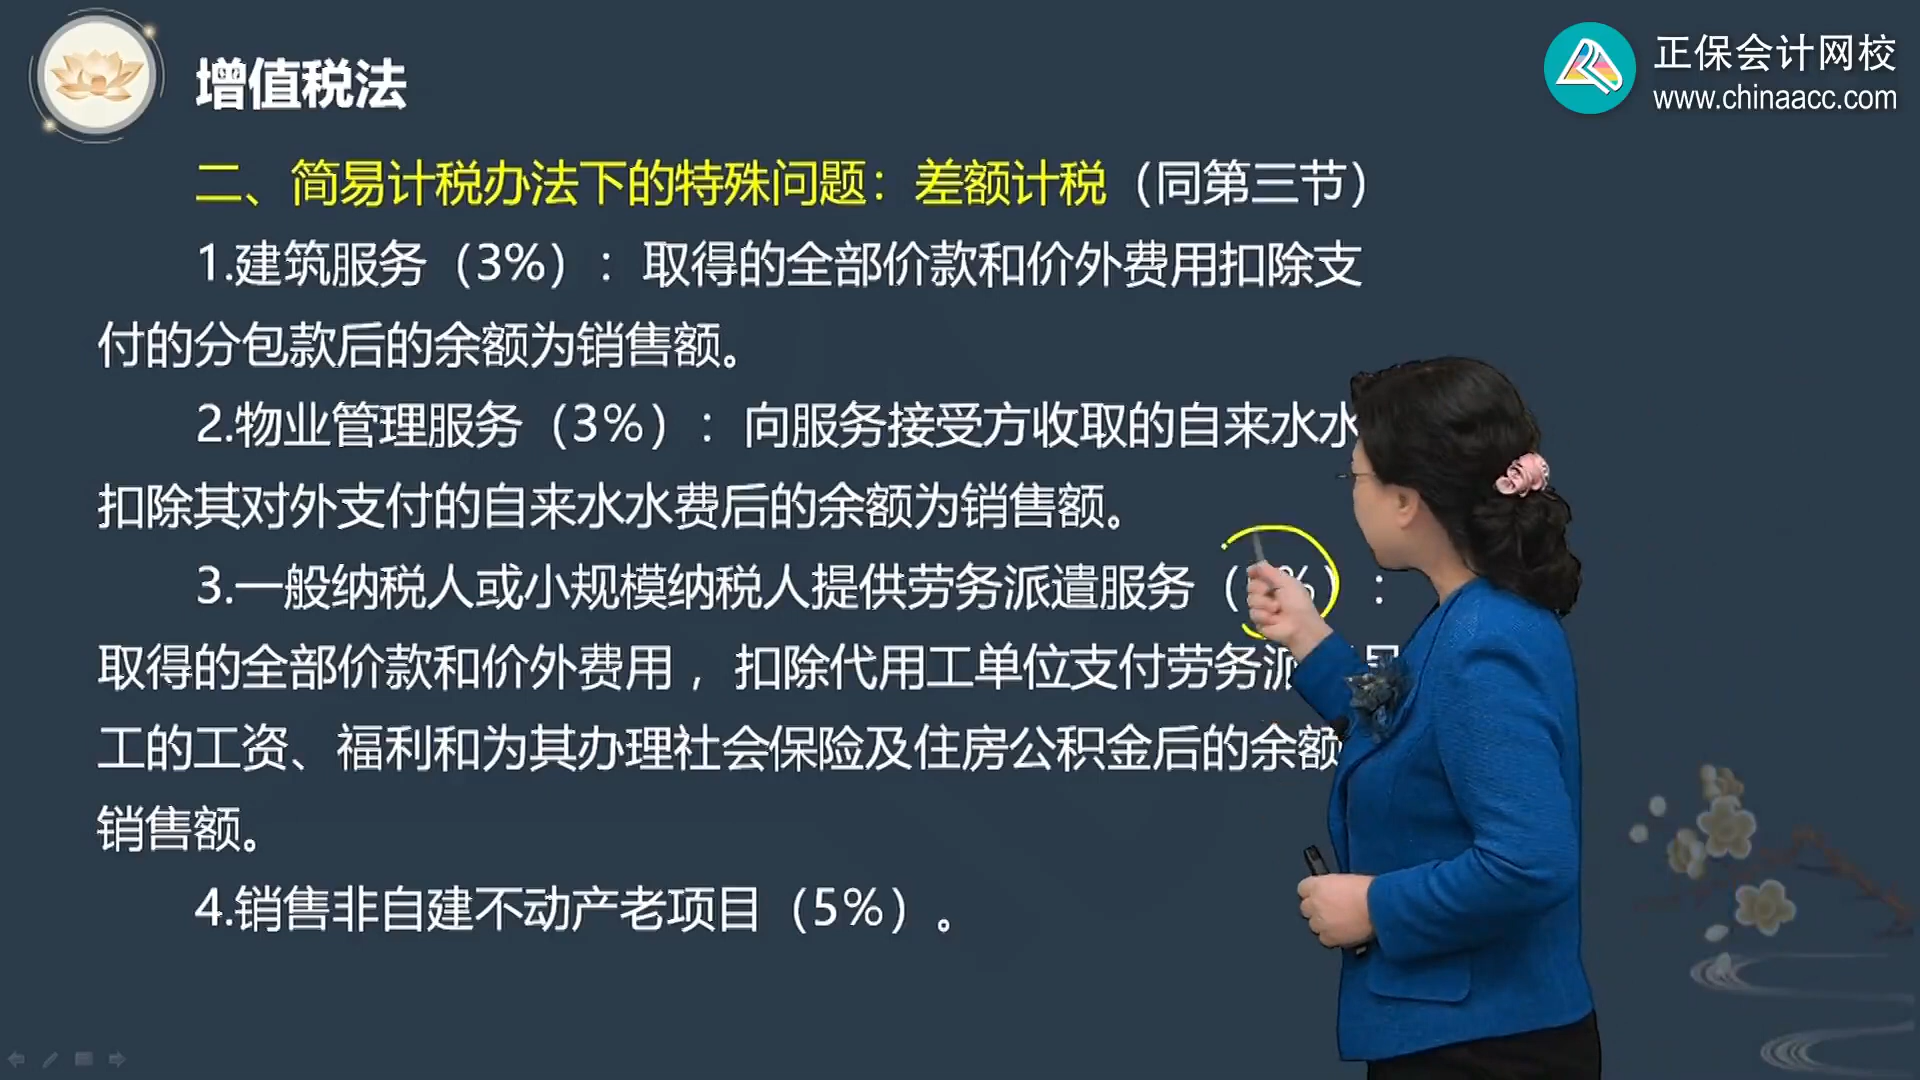 增值税法
正保会计网校
www.chinaacc.com
二、简易计税办法下的特殊问题：差额计税（同第三节）
1.建筑服务（3%）：取得的全部价款和价外费用扣除支
付的分包款后的余额为销售额。
2.物业管理服务（3%）：向服务接受方收取的自来水水
扣除其对外支付的自来水水费后的余额为销售额。
3.一般纳税人或小规模纳税人提供劳务派遣服务（%）：
取得的全部价款和价外费用，扣除代用工单位支付劳务派
工的工资、福利和为其办理社会保险及住房公积金后的余额
销售额。
4.销售非自建不动产老项目（5%）。